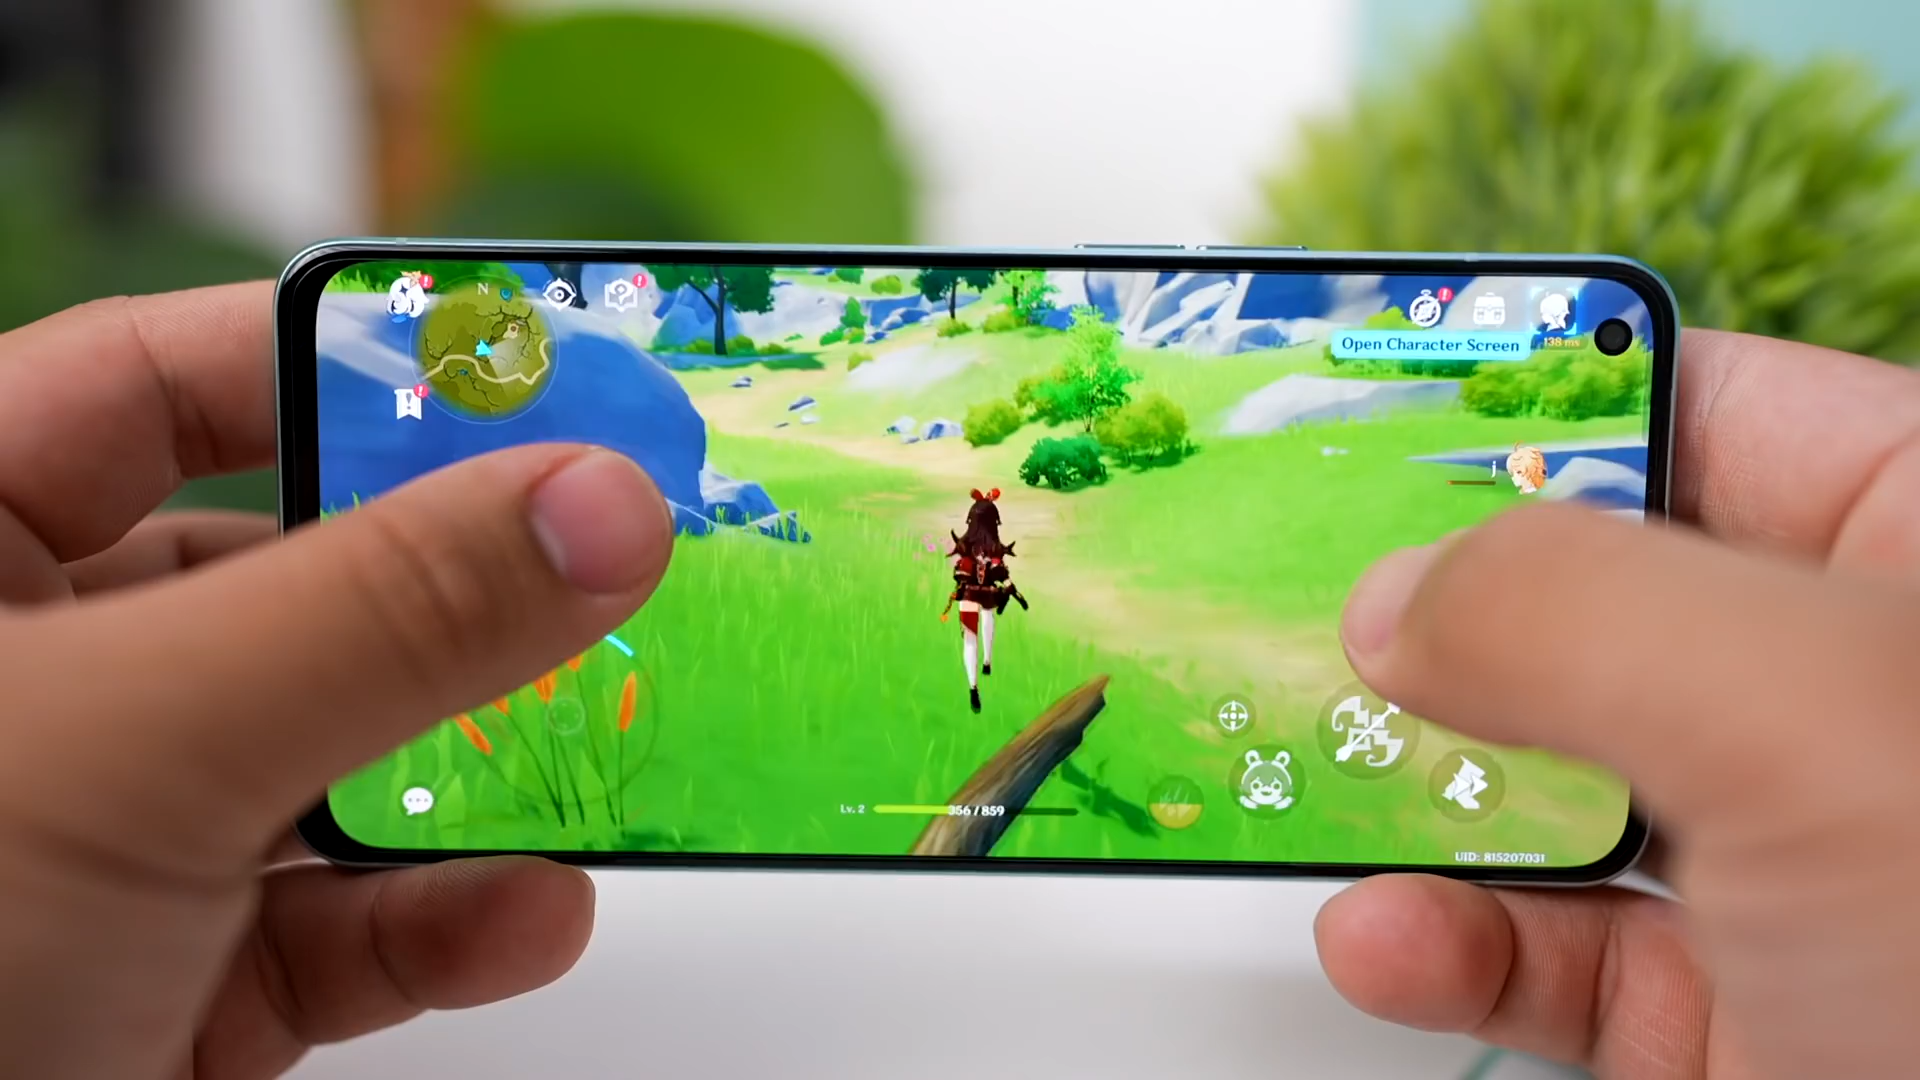 N
Open Character Screen
138 ms
j
Lv. 2
356 / 859
UID: 815207031